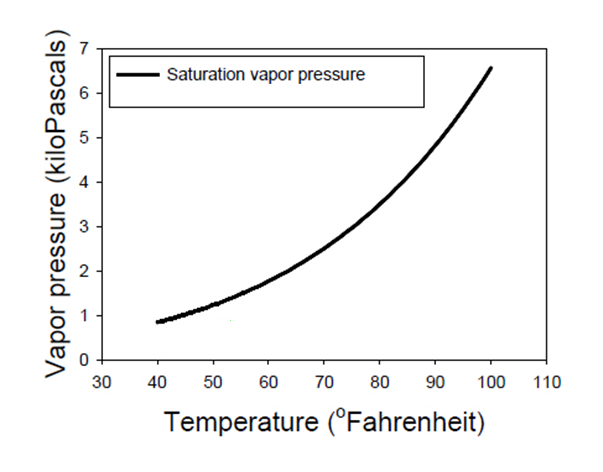 Saturation vapor pressure
Vapor pressure (kiloPascals)
7
6
5
4
3
2
1
0
30 40 50 60 70 80 90 100 110
Temperature (oFahrenheit)